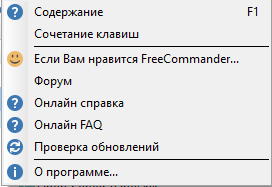 Содержание F1
Сочетание клавиш
Если Вам нравится FreeCommander...
Форум
Онлайн справка
Онлайн FAQ
Проверка обновлений
О программе...